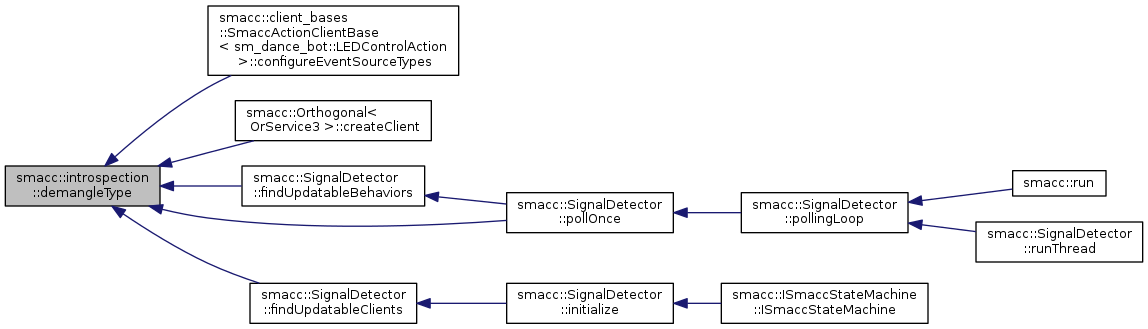 smacc::client_bases
::SmaccActionClientBase
< sm_dance_bot::LEDControlAction
>::configureEventSourceTypes
smacc::Orthogonal<
OrService3 >::createClient
smacc::introspection
::demangleType
smacc::SignalDetector
::findUpdatableBehaviors
smacc::SignalDetector
::pollOnce
smacc::SignalDetector
::pollingLoop
smacc::run
smacc::SignalDetector
::runThread
smacc::SignalDetector
::findUpdatableClients
smacc::SignalDetector
::initialize
smacc::ISmaccStateMachine
::ISmaccStateMachine